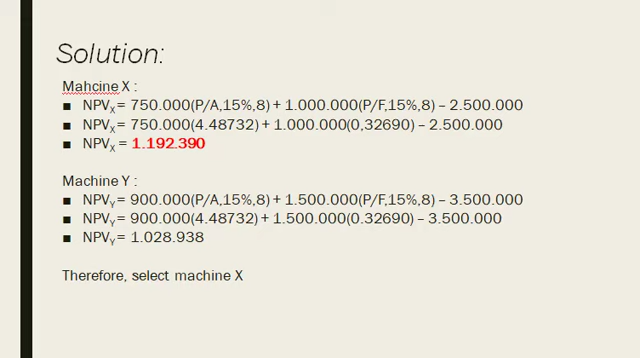 Solution:
Mahcine X :
■ NPVX = 750.000(P/A,15%,8) + 1.000.000(P/F,15%,8) – 2.500.000
■ NPVX = 750.000(4.48732) + 1.000.000(0,32690) – 2.500.000
■ NPVX = 1.192.390
Machine Y :
■ NPVY = 900.000(P/A,15%,8) + 1.500.000(P/F,15%,8) – 3.500.000
■ NPVY = 900.000(4.48732) + 1.500.000(0.32690) – 3.500.000
■ NPVY = 1.028.938
Therefore, select machine X